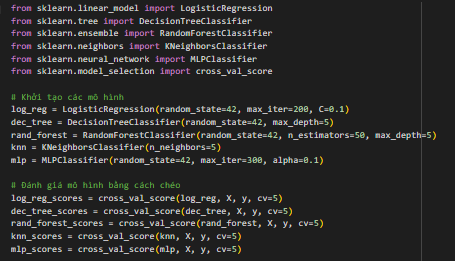 from sklearn.linear_model import LogisticRegression
from sklearn.tree import DecisionTreeClassifier
from sklearn.ensemble import RandomForestClassifier
from sklearn.neighbors import KNeighborsClassifier
from sklearn.neural_network import MLPClassifier
from sklearn.model_selection import cross_val_score
# Khởi tạo các mô hình
log_reg = LogisticRegression(random_state=42, max_iter=200, C=0.1)
dec_tree = DecisionTreeClassifier(random_state=42, max_depth=5)
rand_forest = RandomForestClassifier(random_state=42, n_estimators=50, max_depth=5)
knn = KNeighborsClassifier(n_neighbors=5)
mlp = MLPClassifier(random_state=42, max_iter=300, alpha=0.1)
# Đánh giá mô hình bằng cách chéo
log_reg_scores = cross_val_score(log_reg, X, y, cv=5)
dec_tree_scores = cross_val_score(dec_tree, X, y, cv=5)
rand_forest_scores = cross_val_score(rand_forest, X, y, cv=5)
knn_scores = cross_val_score(knn, X, y, cv=5)
mlp_scores = cross_val_score(mlp, X, y, cv=5)